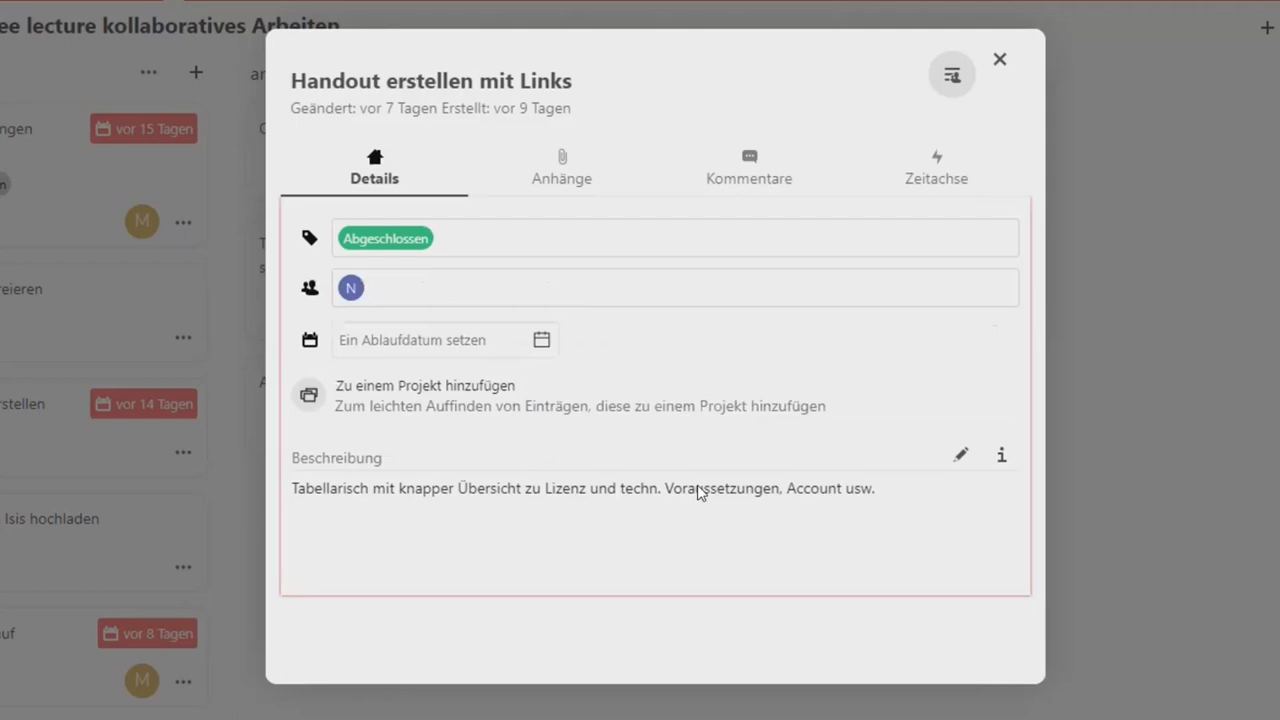 ee lecture kollaboratives Arbeiten
ngen
vor 15 Tagen
n
M
reieren
rstellen
vor 14 Tagen
Isis hochladen
uf
vor 8 Tagen
M
Handout erstellen mit Links
Geändert: vor 7 Tagen Erstellt: vor 9 Tagen
Details
Anhänge
Kommentare
Zeitachse
Abgeschlossen
N
Ein Ablaufdatum setzen
Zu einem Projekt hinzufügen
Zum leichten Auffinden von Einträgen, diese zu einem Projekt hinzufügen
Beschreibung
Tabellarisch mit knapper Übersicht zu Lizenz und techn. Voraussetzungen, Account usw.